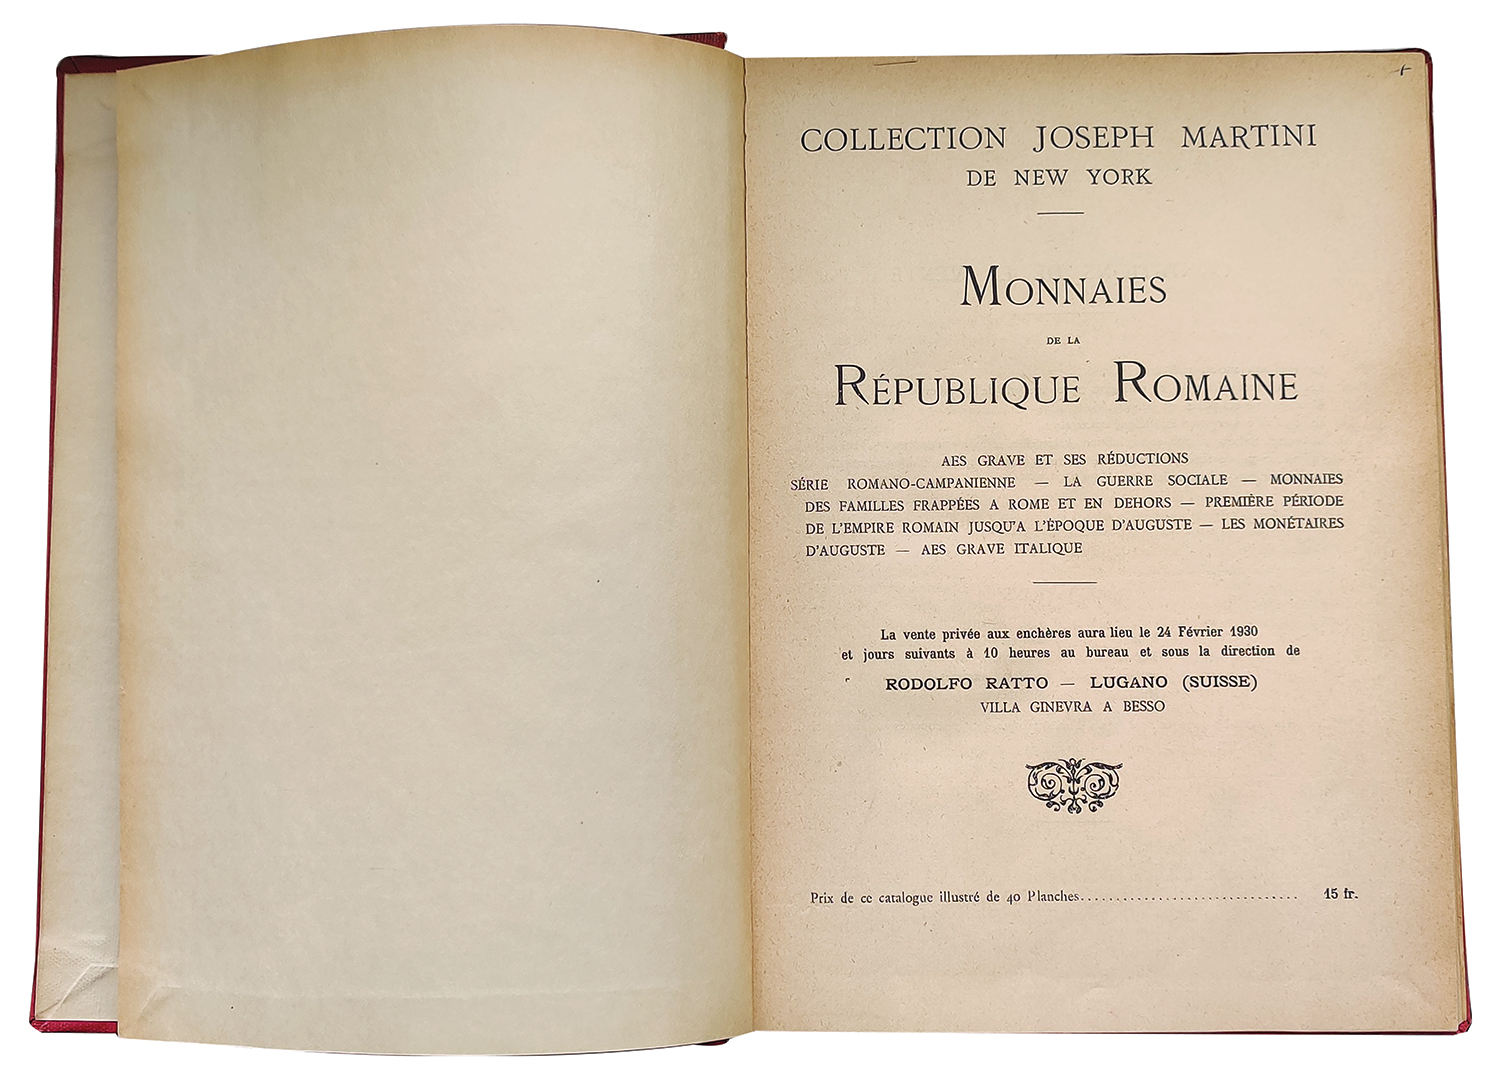 COLLECTION JOSEPH MARTINI
DE NEW YORK
MONNAIES
DE LA
RÉPUBLIQUE ROMAINE
AES GRAVE ET SES RÉDUCTIONS
SÉRIE ROMANO-CAMPANIENNE — LA GUERRE SOCIALE — MONNAIES
DES FAMILLES FRAPPÉES A ROME ET EN DEHORS — PREMIÈRE PÉRIODE
DE L'EMPIRE ROMAIN JUSQU'A L'ÉPOQUE D'AUGUSTE — LES MONÉTAIRES
D'AUGUSTE — AES GRAVE ITALIQUE
La vente privée aux enchères aura lieu le 24 Février 1930
et jours suivants à 10 heures au bureau et sous la direction de
RODOLFO RATTO — LUGANO (SUISSE)
VILLA GINEVRA A BESSO
Prix de ce catalogue illustré de 40 Planches.............................. 15 fr.